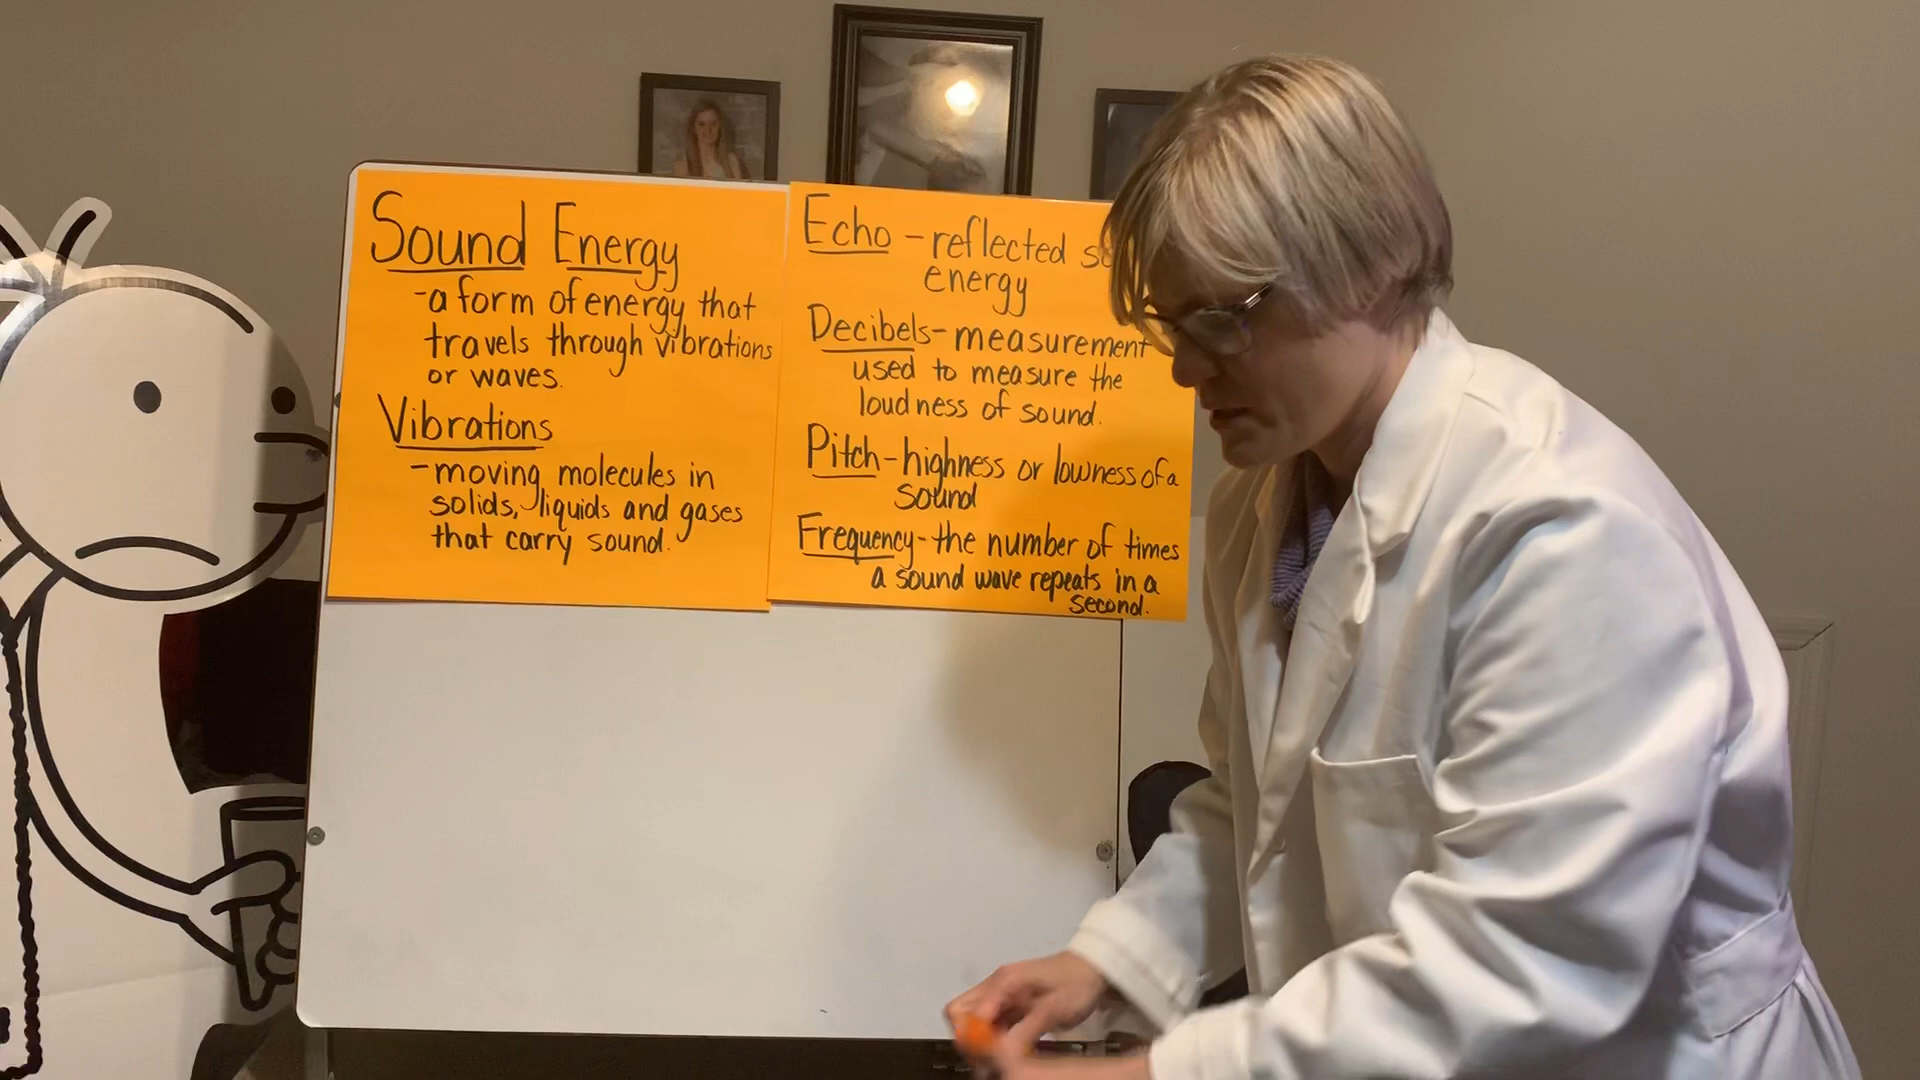 Sound Energy
-a form of energy that
travels through vibrations
or waves.
Vibrations
-moving molecules in
solids, liquids and gases
that carry sound.
Echo - reflected
energy
Decibels- measurement
used to measure the
loudness of sound.
Pitch - highness or lowness of a
sound
Frequency - the number of times
a sound wave repeats in a
second.